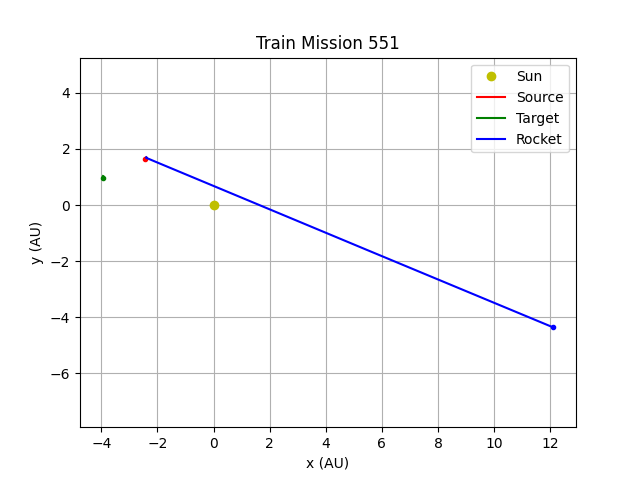 Train Mission 551
Sun
Source
Target
Rocket
4
2
0
−2
−4
−6
y (AU)
−4
−2
0
2
4
6
8
10
12
x (AU)